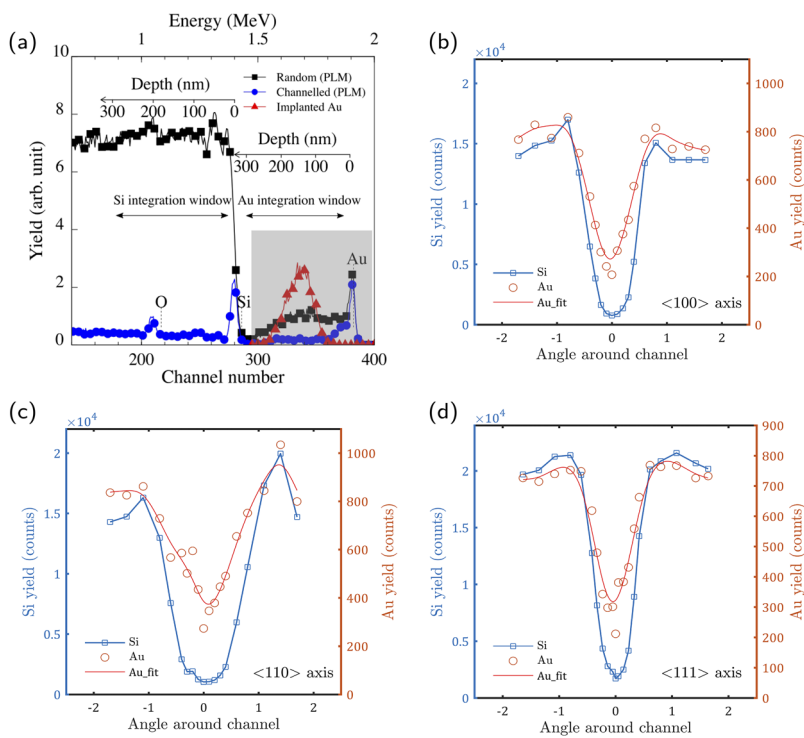 (a)
Energy (MeV)
1 1.5 1.7 2
10
8
6
4
2
0
Yield (arb. unit)
Depth (nm)
300 200 100 0
Random (PLM)
Channelled (PLM)
Implanted Au
Depth (nm)
300 200 100 0
Si integration window
Au integration window
O
Si
Au
200 300 400
Channel number
(b)
×10⁴
2
1.5
1
0.5
0
Si yield (counts)
1000
800
600
400
200
0
Au yield (counts)
Si
Au
Au_fit
<100> axis
-2 -1 0 1 2
Angle around channel
(c)
×10⁴
2
1.5
1
0.5
0
Si yield (counts)
1000
800
600
400
200
0
Au yield (counts)
Si
Au
Au_fit
<110> axis
-2 -1 0 1 2
Angle around channel
(d)
×10⁴
2
1.5
1
0.5
0
Si yield (counts)
900
800
700
600
500
400
300
200
100
0
Au yield (counts)
Si
Au
Au_fit
<111> axis
-2 -1 0 1 2
Angle around channel